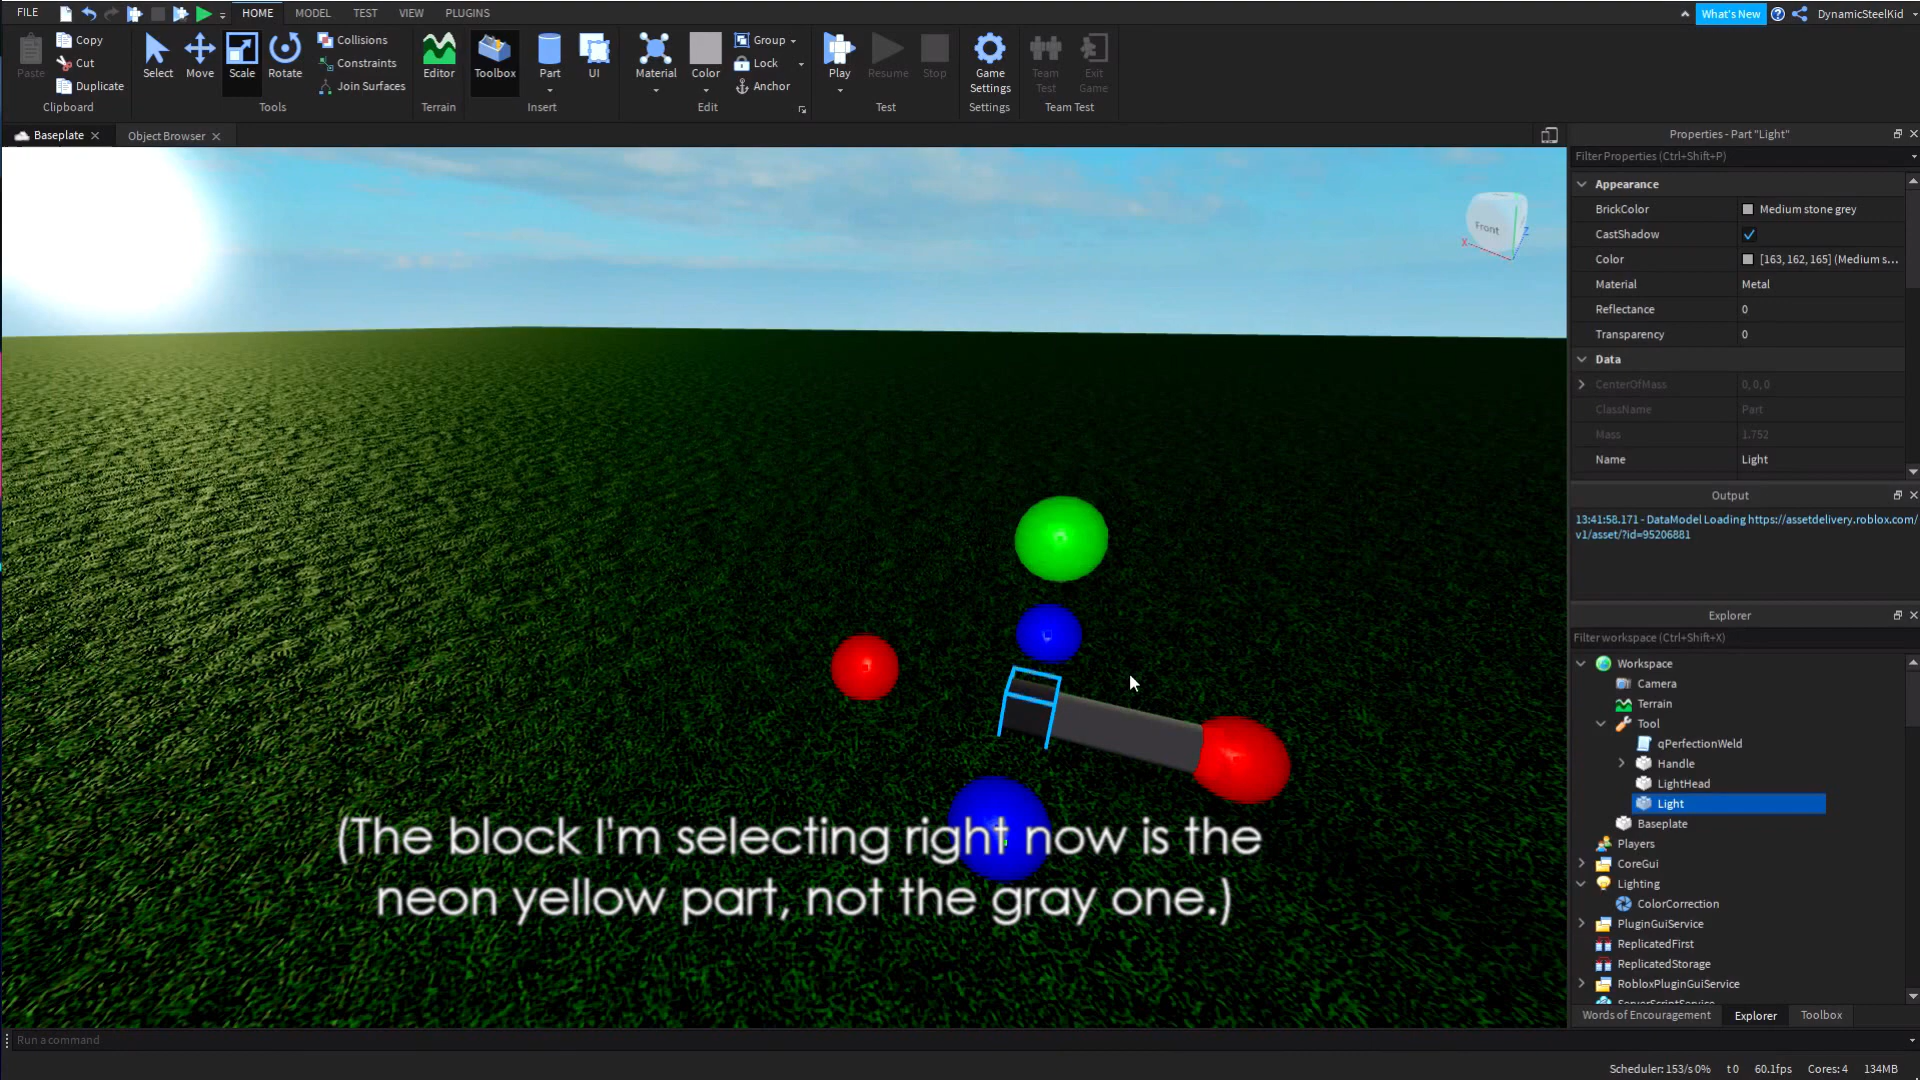 FILE
HOME
MODEL
TEST
VIEW
PLUGINS
What's New
DynamicSteelKid
Paste
Copy
Cut
Duplicate
Clipboard
Select
Move
Scale
Rotate
Collisions
Constraints
Join Surfaces
Tools
Editor
Terrain
Toolbox
Part
UI
Insert
Material
Color
Group
Lock
Anchor
Edit
Play
Resume
Stop
Test
Game
Settings
Settings
Team
Test
Exit
Game
Team Test
Baseplate
Object Browser
Front
X
Z
(The block I'm selecting right now is the
neon yellow part, not the gray one.)
Properties - Part "Light"
Filter Properties (Ctrl+Shift+P)
Appearance
BrickColor Medium stone grey
CastShadow
Color [163, 162, 165] (Medium s...
Material Metal
Reflectance 0
Transparency 0
Data
CenterOfMass 0, 0, 0
ClassName Part
Mass 1.752
Name Light
Output
13:41:58.171 - DataModel Loading https://assetdelivery.roblox.com/
v1/asset/?id=95206881
Explorer
Filter workspace (Ctrl+Shift+X)
Workspace
Camera
Terrain
Tool
qPerfectionWeld
Handle
LightHead
Light
Baseplate
Players
CoreGui
Lighting
ColorCorrection
PluginGuiService
ReplicatedFirst
ReplicatedStorage
RobloxPluginGuiService
ServerScriptService
Words of Encouragement
Explorer
Toolbox
Run a command
Scheduler: 153/s 0% t 0 60.1fps Cores: 4 134MB